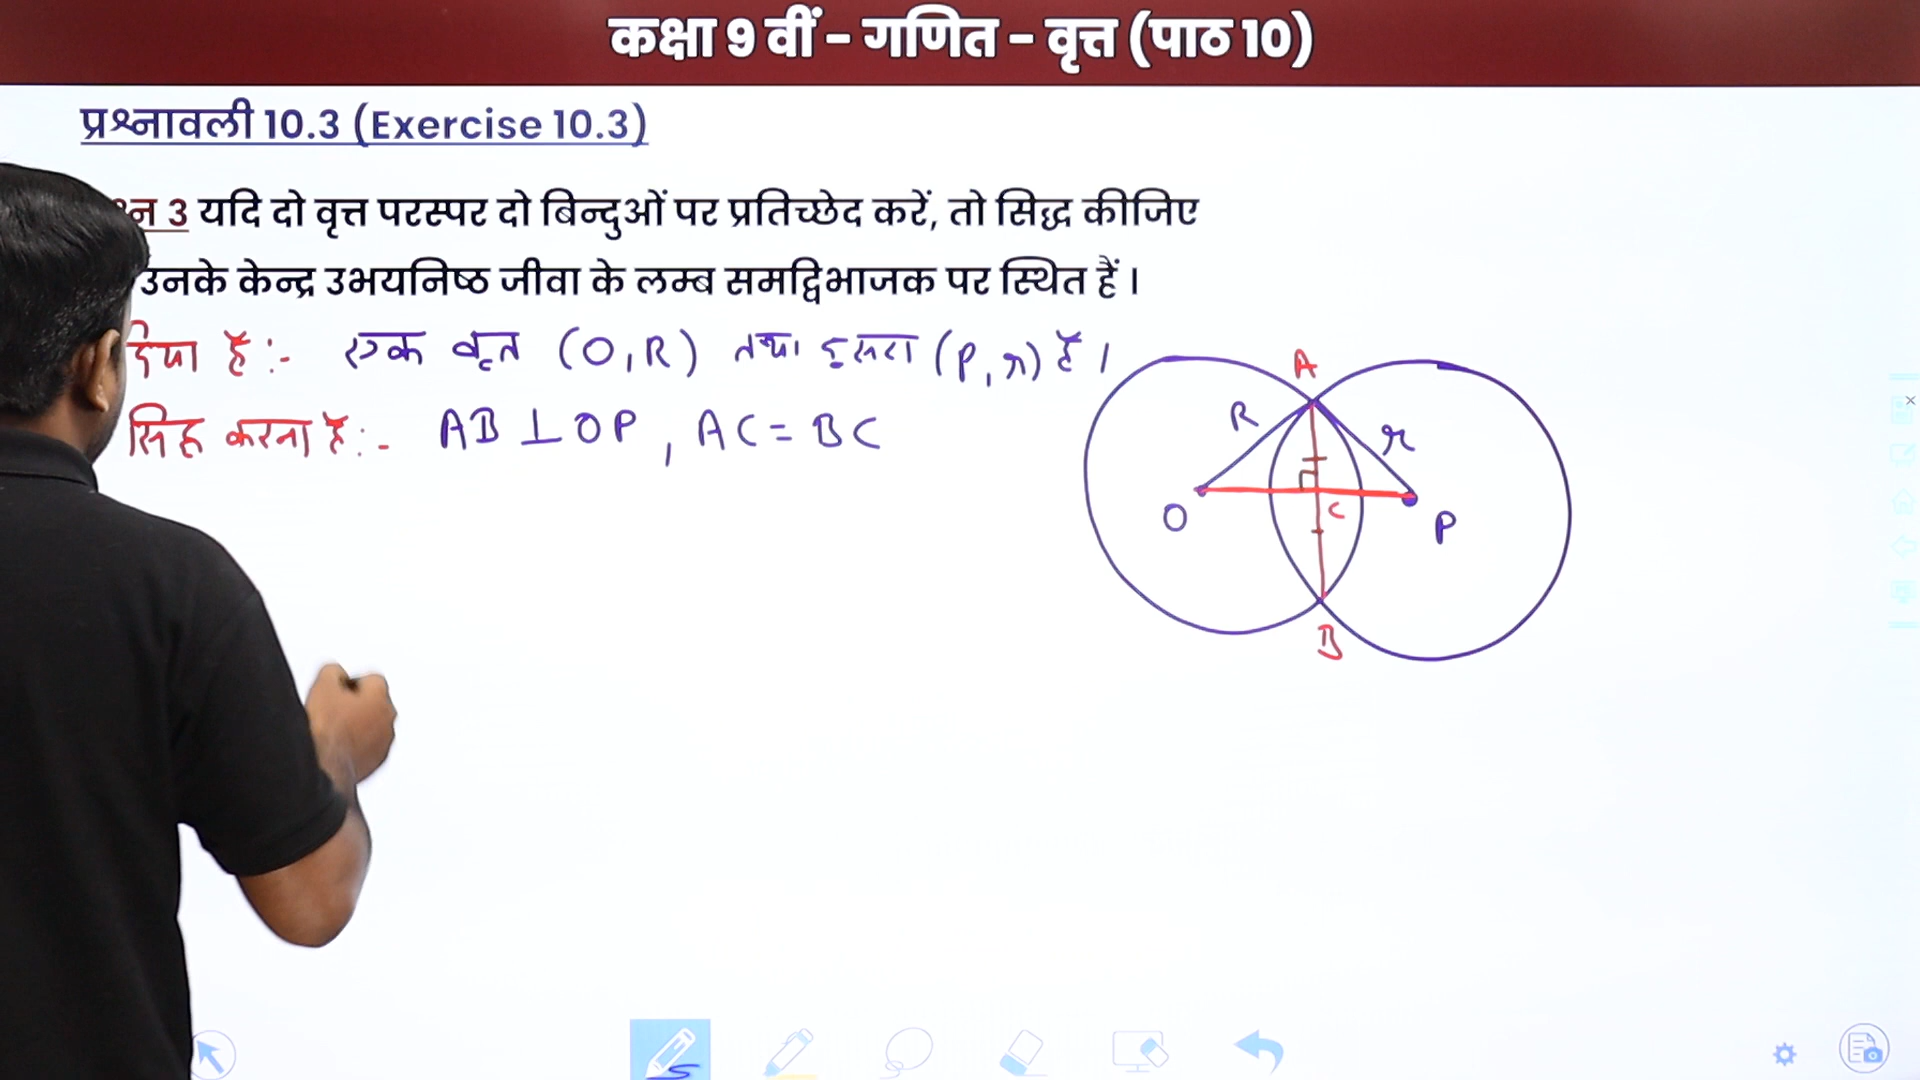 कक्षा 9 वीं - गणित - वृत्त (पाठ 10)
प्रश्नावली 10.3 (Exercise 10.3)
3 यदि दो वृत्त परस्पर दो बिन्दुओं पर प्रतिच्छेद करें, तो सिद्ध कीजिए
उनके केन्द्र उभयनिष्ठ जीवा के लम्ब समद्विभाजक पर स्थित हैं ।
दिया है :- एक वृत (O, R) तथा दूसरा (P, r) है ।
सिद्ध करना है :- AB ⊥ OP, AC = BC
A
R
r
O
C
P
B